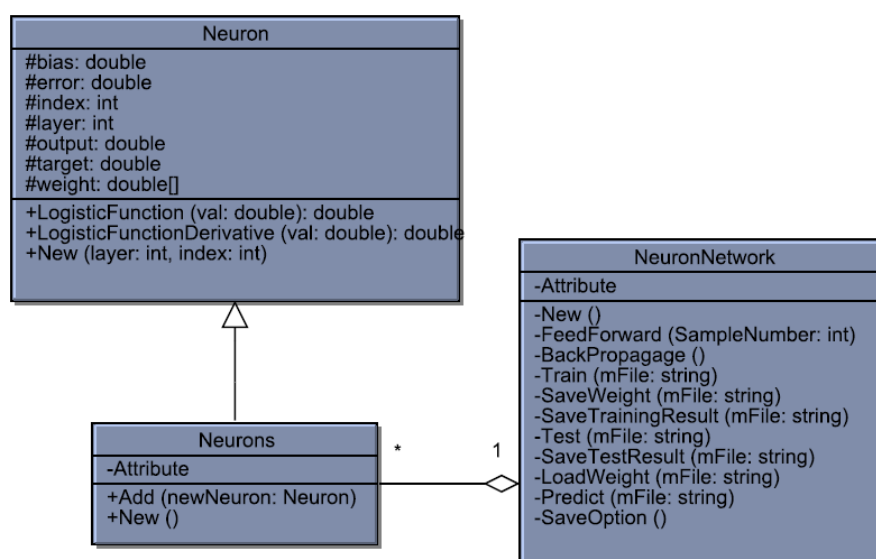 Neuron
#bias: double
#error: double
#index: int
#layer: int
#output: double
#target: double
#weight: double[]
+LogisticFunction (val: double): double
+LogisticFunctionDerivative (val: double): double
+New (layer: int, index: int)
NeuronNetwork
-Attribute
-New ()
-FeedForward (SampleNumber: int)
-BackPropagage ()
-Train (mFile: string)
-SaveWeight (mFile: string)
-SaveTrainingResult (mFile: string)
-Test (mFile: string)
-SaveTestResult (mFile: string)
-LoadWeight (mFile: string)
-Predict (mFile: string)
-SaveOption ()
Neurons
-Attribute
+Add (newNeuron: Neuron)
+New ()
* 1